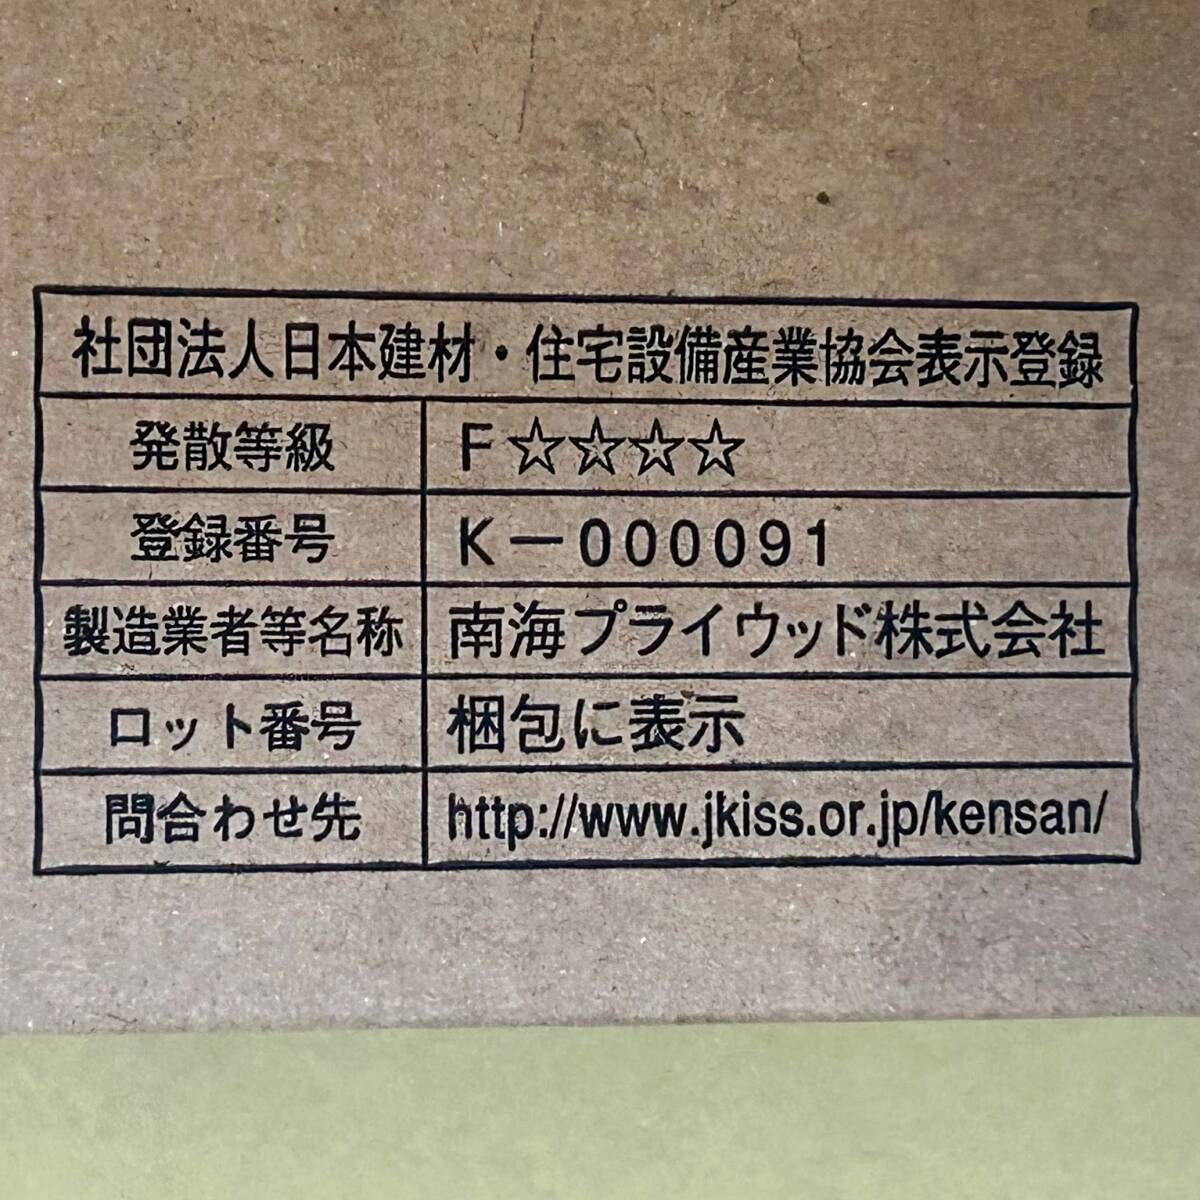 社団法人日本建材・住宅設備産業協会表示登録
発散等級 F☆☆☆☆
登録番号 K－000091
製造業者等名称 南海プライウッド株式会社
ロット番号 梱包に表示
問合わせ先 http://www.jkiss.or.jp/kensan/